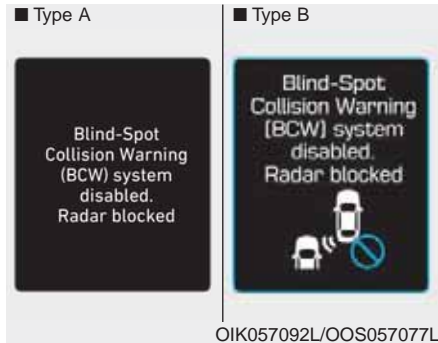 ■ Type A
■ Type B
Blind-Spot
Collision Warning
(BCW) system
disabled.
Radar blocked
Blind-Spot
Collision Warning
(BCW) system
disabled.
Radar blocked
OIK057092L/OOS057077L